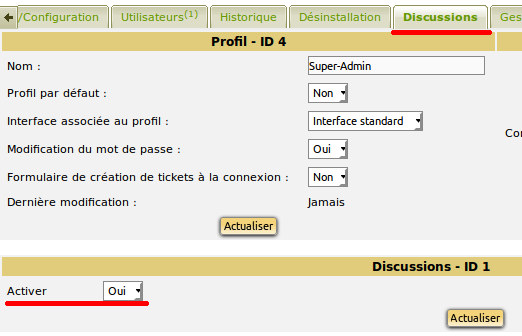 /Configuration Utilisateurs(1) Historique Désinstallation Discussions Ges
Profil - ID 4
Nom : Super-Admin
Profil par défaut : Non
Interface associée au profil : Interface standard
Co
Modification du mot de passe : Oui
Formulaire de création de tickets à la connexion : Non
Dernière modification : Jamais
Actualiser
Discussions - ID 1
Activer Oui
Actualiser